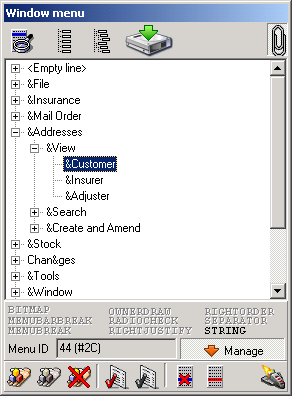 Window menu
<Empty line>
&File
&Insurance
&Mail Order
&Addresses
&View
&Customer
&Insurer
&Adjuster
&Search
&Create and Amend
&Stock
Chan&ges
&Tools
&Window
BITMAP OWNERDRAW RIGHTORDER
MENUBARBREAK RADIOCHECK SEPARATOR
MENUBREAK RIGHTJUSTIFY STRING
Menu ID 44 (#2C) Manage